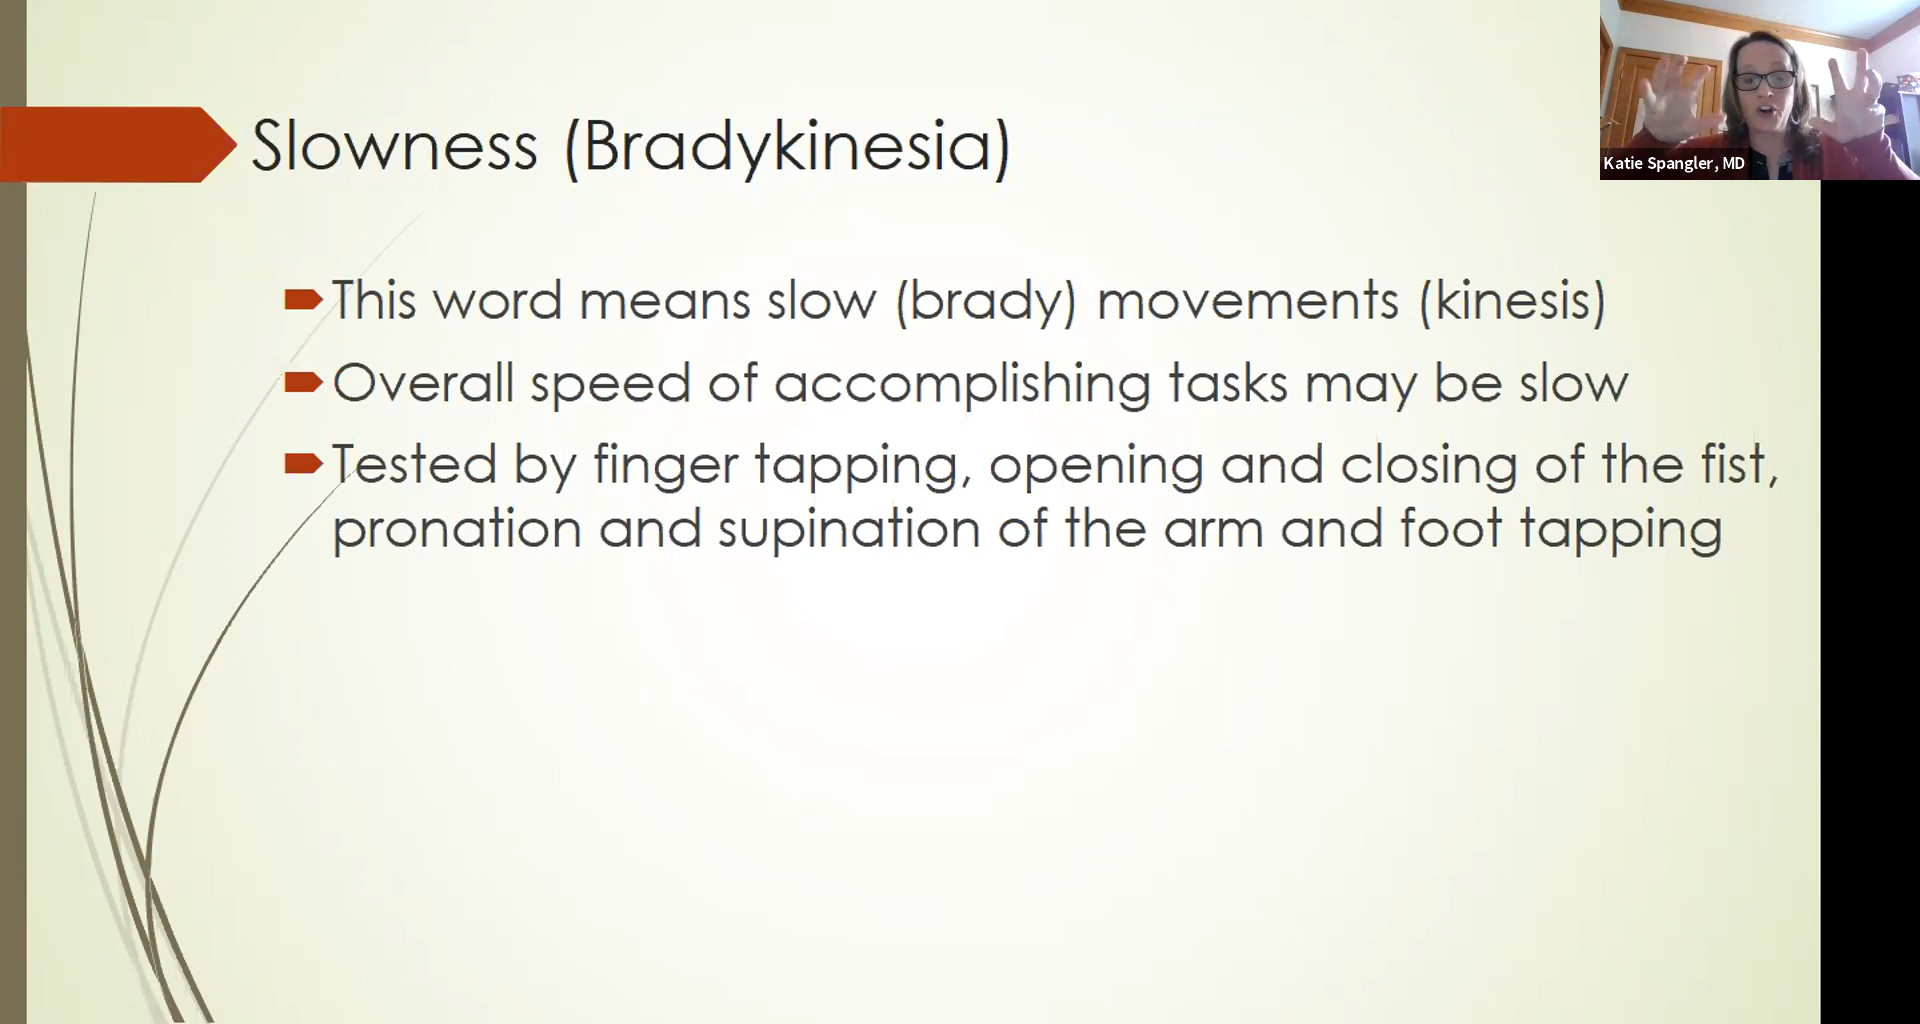 Slowness (Bradykinesia)
Katie Spangler, MD
This word means slow (brady) movements (kinesis)
Overall speed of accomplishing tasks may be slow
Tested by finger tapping, opening and closing of the fist,
pronation and supination of the arm and foot tapping